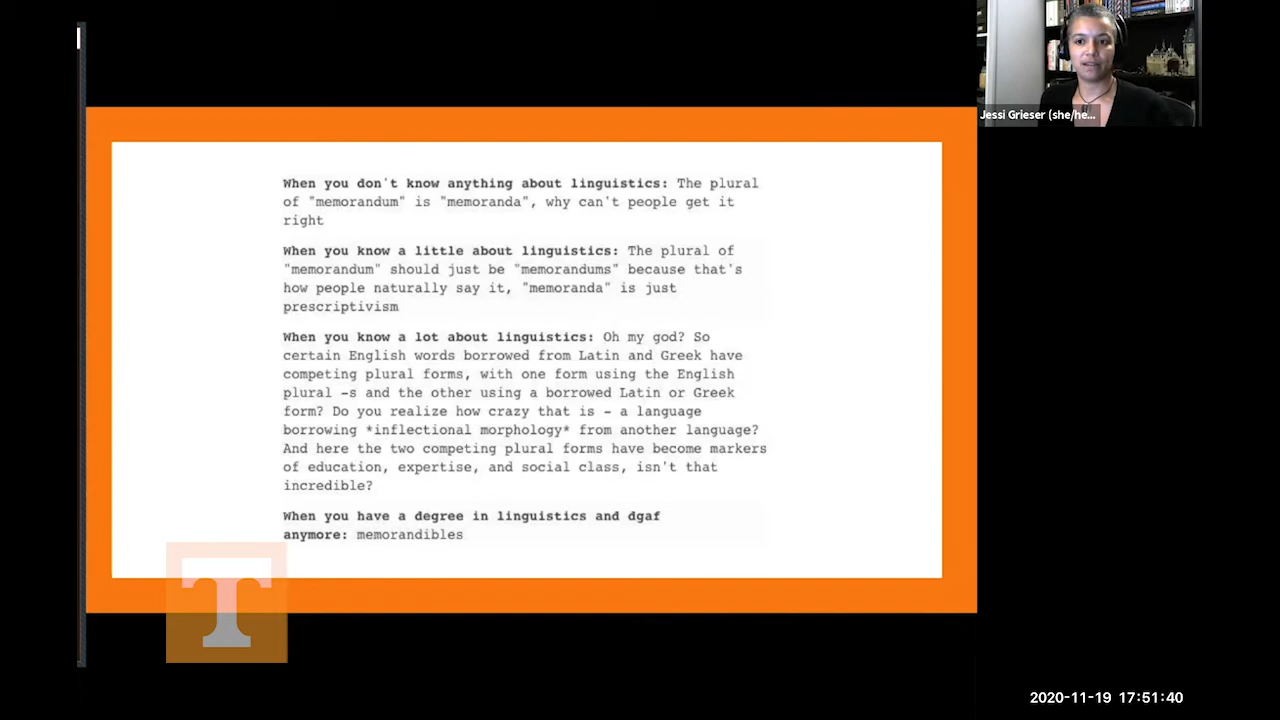 Jessi Grieser (she/he...
When you don't know anything about linguistics: The plural
of "memorandum" is "memoranda", why can't people get it
right
When you know a little about linguistics: The plural of
"memorandum" should just be "memorandums" because that's
how people naturally say it, "memoranda" is just
prescriptivism
When you know a lot about linguistics: Oh my god? So
certain English words borrowed from Latin and Greek have
competing plural forms, with one form using the English
plural -s and the other using a borrowed Latin or Greek
form? Do you realize how crazy that is - a language
borrowing *inflectional morphology* from another language?
And here the two competing plural forms have become markers
of education, expertise, and social class, isn't that
incredible?
When you have a degree in linguistics and dgaf
anymore: memorandibles
T
2020-11-19 17:51:40